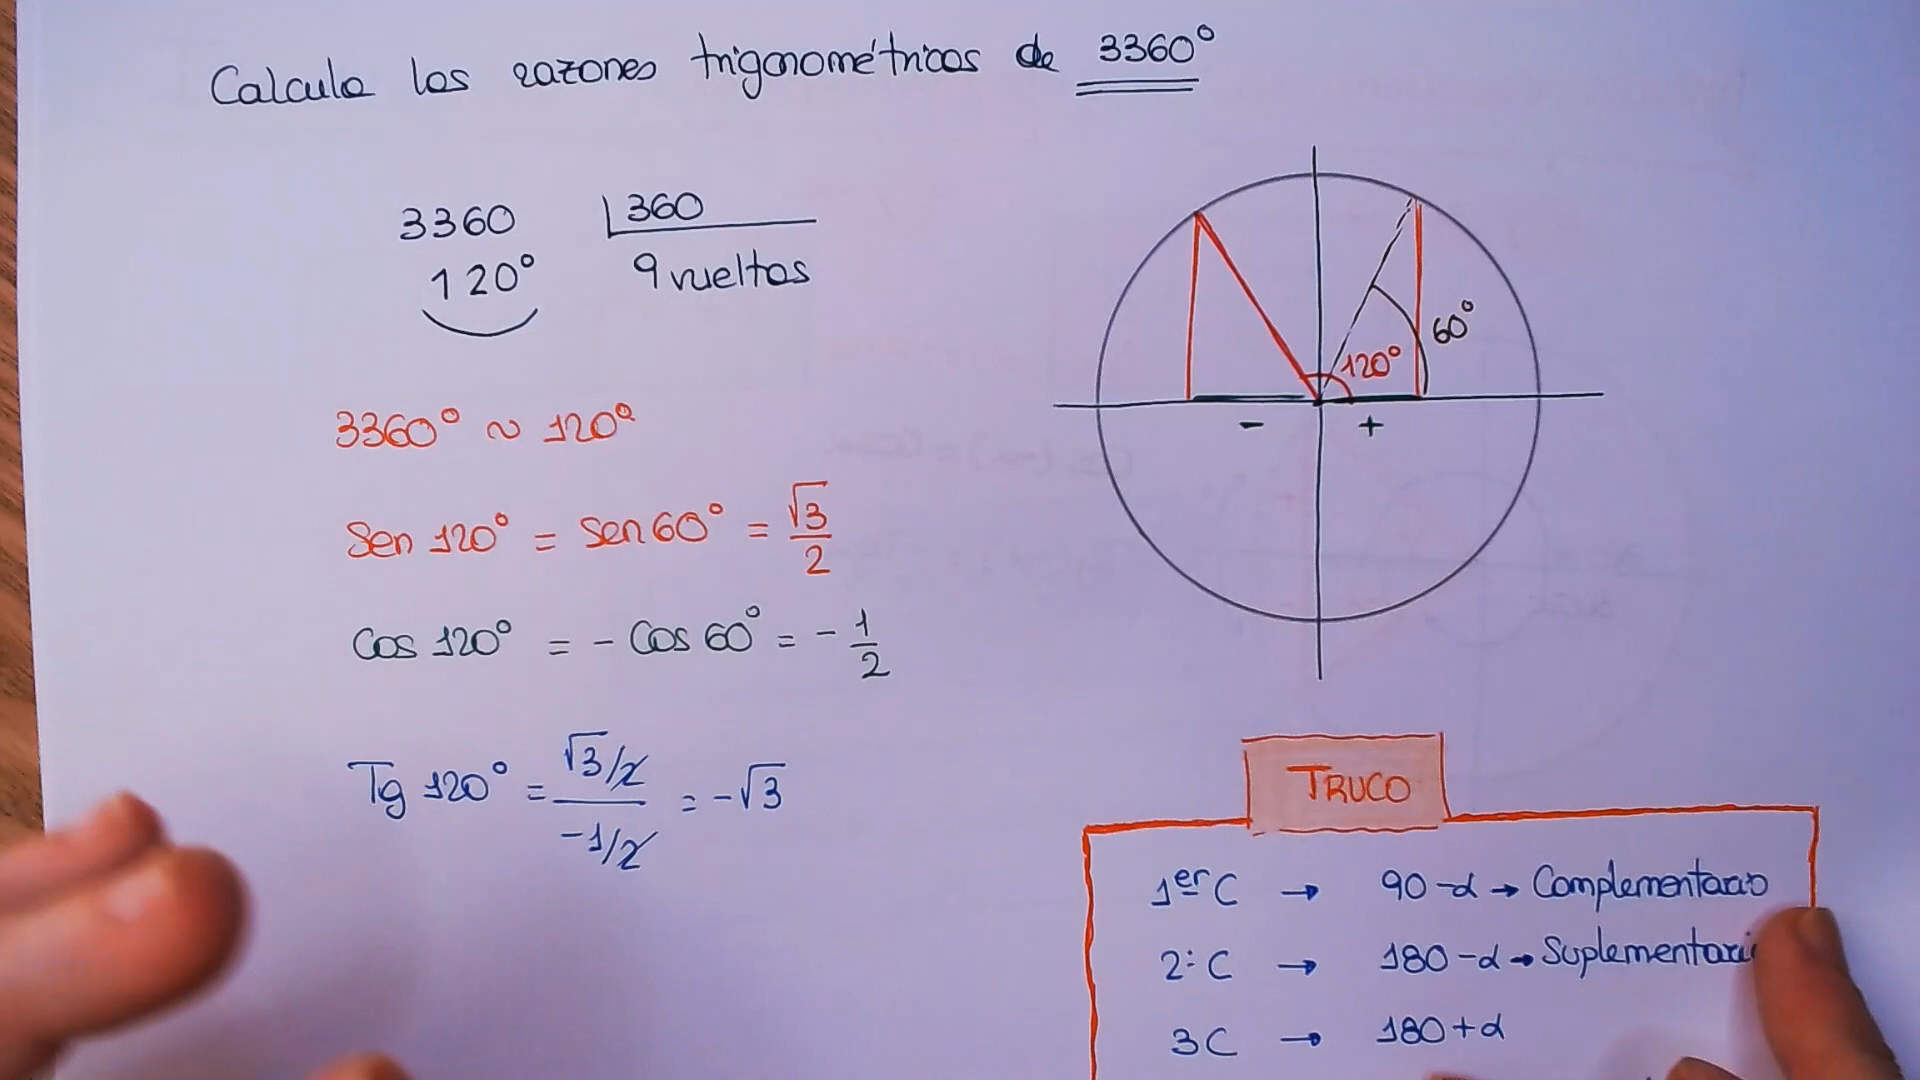 Calcula las razones trigonométricas de 3360°
3360 360
120° 9 vueltas
3360° ~ 120°
Sen 120° = Sen 60° = √3/2
Cos 120° = - Cos 60° = - 1/2
Tg 120° = √3/2 / -1/2 = -√3
60°
120°
- +
TRUCO
1er C → 90-α → Complementario
2º C → 180-α → Suplementari
3C → 180+α